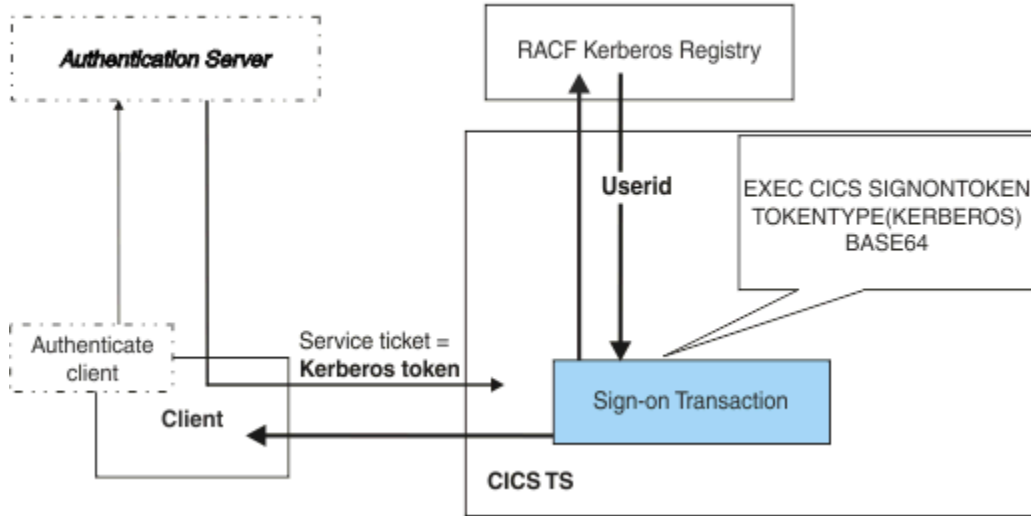 Authentication Server
RACF Kerberos Registry
Userid
EXEC CICS SIGNONTOKEN
TOKENTYPE(KERBEROS)
BASE64
Authenticate
client
Service ticket =
Kerberos token
Client
Sign-on Transaction
CICS TS